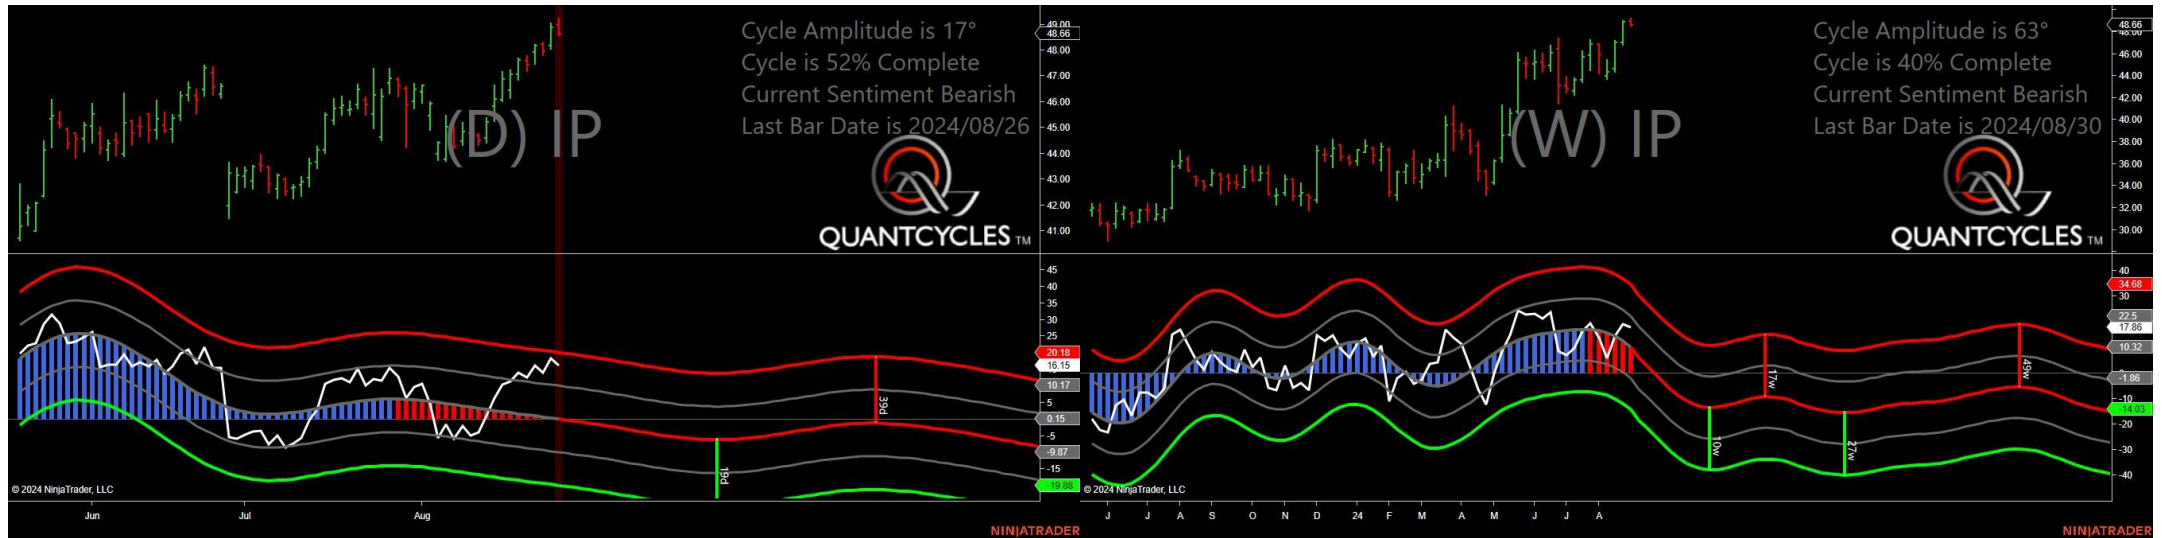 Cycle Amplitude is 17°
Cycle is 52% Complete
Current Sentiment Bearish
Last Bar Date is 2024/08/26
(D) IP
QUANTCYCLES TM
49.00
48.66
48.00
47.00
46.00
45.00
44.00
43.00
42.00
41.00
45
40
35
30
25
20.18
16.15
10.17
5
0.15
-5
-9.87
-15
-19.88
39d
19d
© 2024 NinjaTrader, LLC
Jun Jul Aug
NINJATRADER
Cycle Amplitude is 63°
Cycle is 40% Complete
Current Sentiment Bearish
Last Bar Date is 2024/08/30
(W) IP
QUANTCYCLES TM
48.66
48.00
46.00
44.00
42.00
40.00
38.00
36.00
34.00
32.00
30.00
40
34.68
30
22.5
17.86
10.32
-1.86
-10
-14.03
-20
-30
-40
17w
49w
10w
27w
© 2024 NinjaTrader, LLC
J J A S O N D 24 F M A M J J A
NINJATRADER